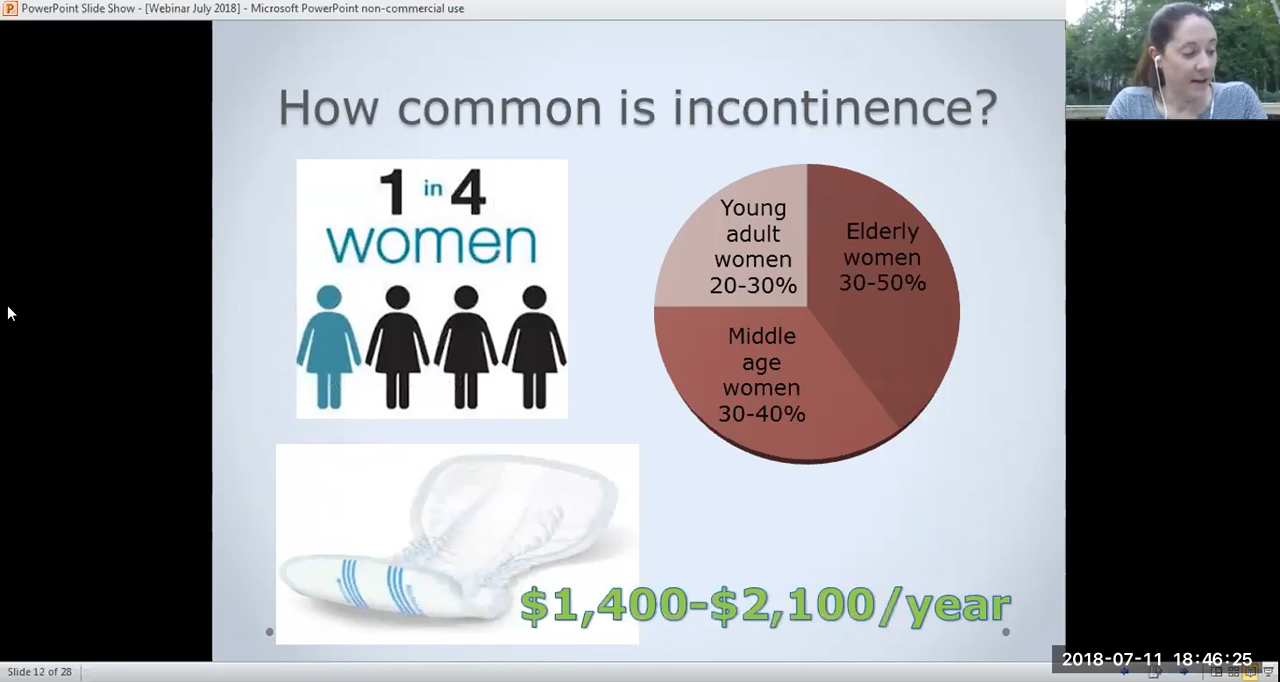 PowerPoint Slide Show - [Webinar July 2018] - Microsoft PowerPoint non-commercial use
How common is incontinence?
1 in 4
women
Young
adult
women
20-30%
Elderly
women
30-50%
Middle
age
women
30-40%
$1,400-$2,100/year
Slide 12 of 28
2018-07-11 18:46:25